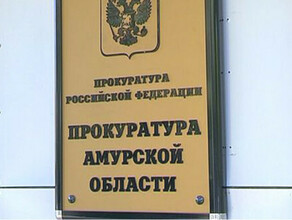 ПРОКУРАТУРА
РОССИЙСКОЙ ФЕДЕРАЦИИ
ПРОКУРАТУРА
АМУРСКОЙ
ОБЛАСТИ